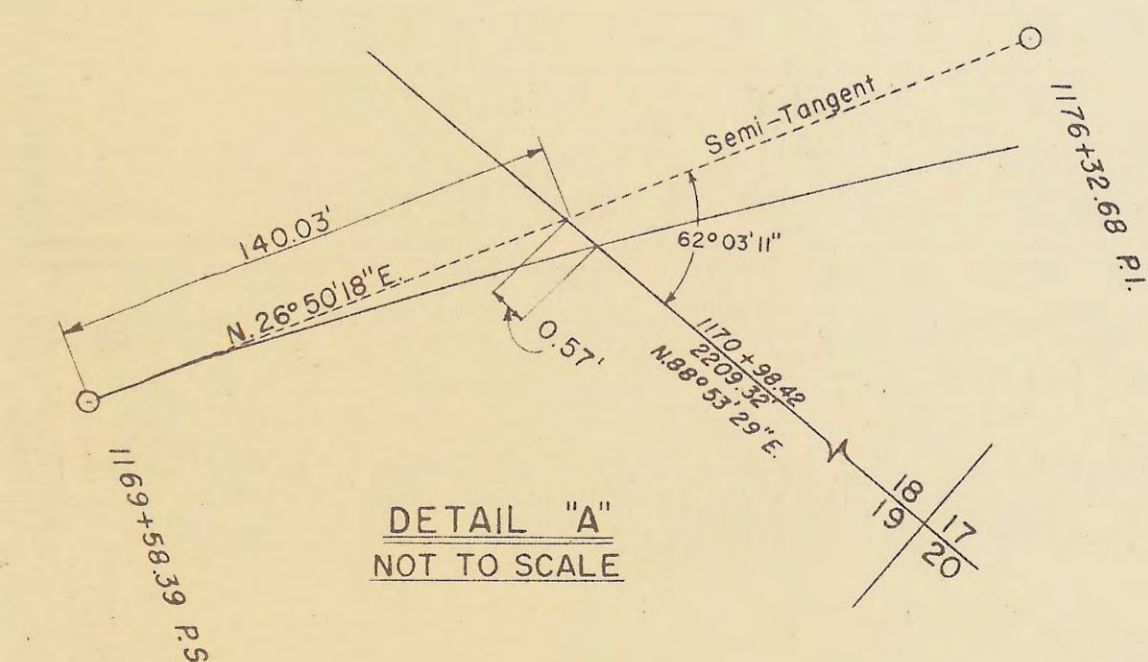 Semi-Tangent
1176+32.68 P.I.
140.03'
62°03'11"
N. 26°50'18" E.
0.57'
1170+98.42
2209.32'
N.88°53'29"E.
1169+58.39 P.S
DETAIL "A"
NOT TO SCALE
18
17
19
20